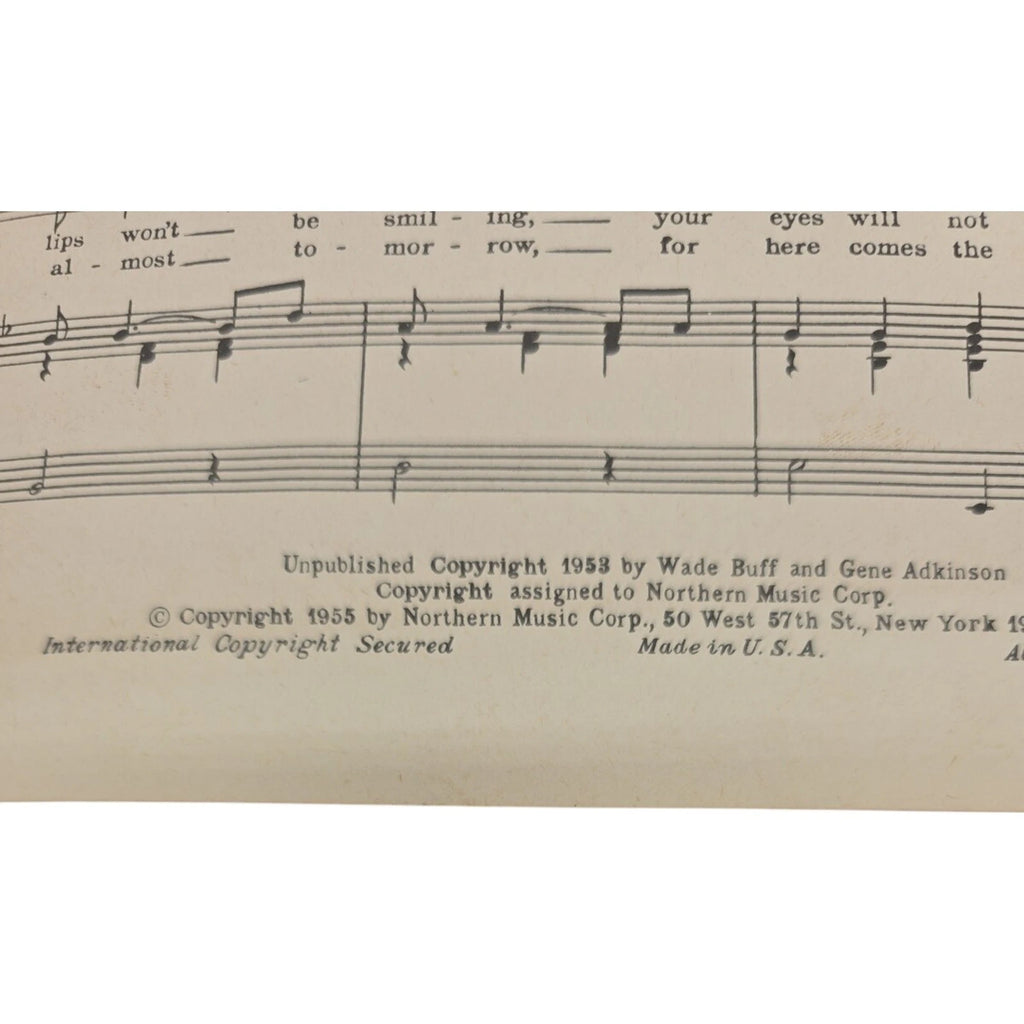 lips won't be smil - ing, your eyes will not
al - most to - mor - row, for here comes the
Unpublished Copyright 1953 by Wade Buff and Gene Adkinson
Copyright assigned to Northern Music Corp.
© Copyright 1955 by Northern Music Corp., 50 West 57th St., New York 19
International Copyright Secured Made in U. S. A.